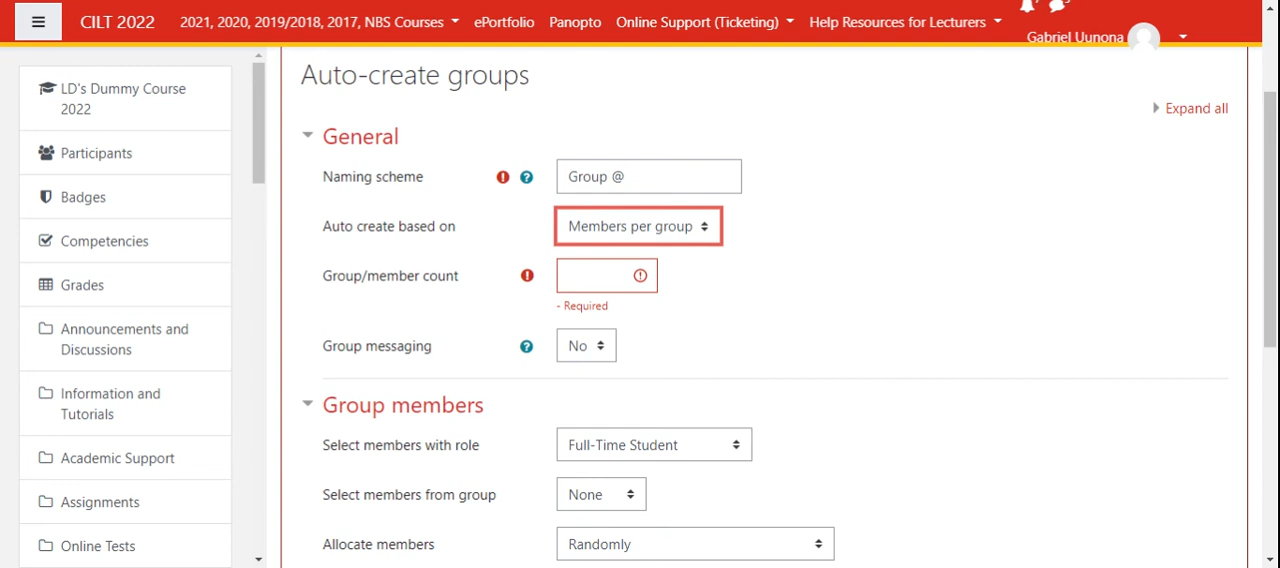 CILT 2022
2021, 2020, 2019/2018, 2017, NBS Courses
ePortfolio
Panopto
Online Support (Ticketing)
Help Resources for Lecturers
Gabriel Uunona
LD's Dummy Course
2022
Participants
Badges
Competencies
Grades
Announcements and
Discussions
Information and
Tutorials
Academic Support
Assignments
Online Tests
Auto-create groups
Expand all
General
Naming scheme
Group @
Auto create based on
Members per group
Group/member count
- Required
Group messaging
No
Group members
Select members with role
Full-Time Student
Select members from group
None
Allocate members
Randomly